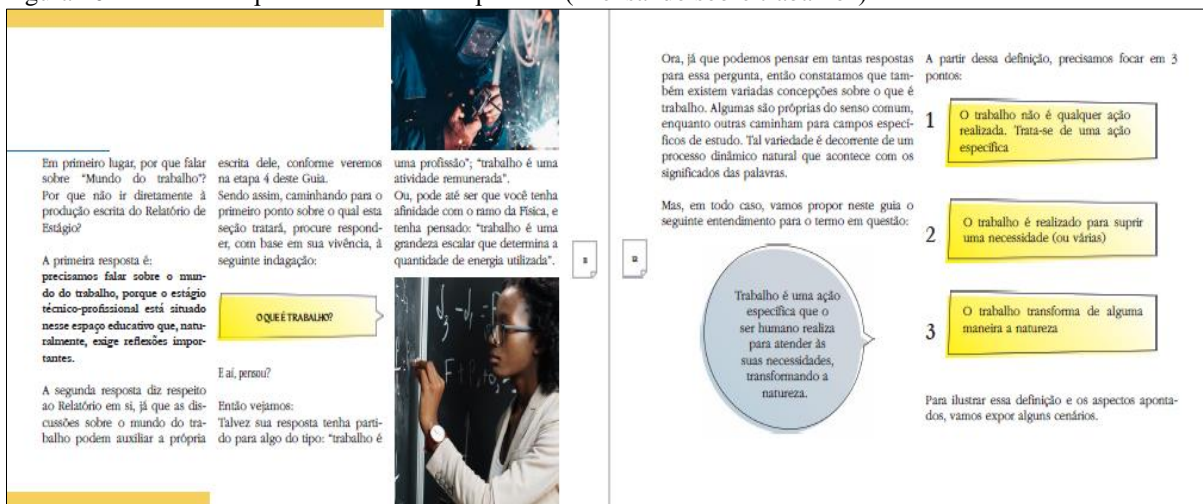 Em primeiro lugar, por que falar
sobre "Mundo do trabalho"?
Por que não ir diretamente à
produção escrita do Relatório de
Estágio?
A primeira resposta é:
precisamos falar sobre o mun-
do do trabalho, porque o estágio
técnico-profissional está situado
nesse espaço educativo que, natu-
ralmente, exige reflexões impor-
tantes.
A segunda resposta diz respeito
ao Relatório em si, já que as dis-
cussões sobre o mundo do tra-
balho podem auxiliar a própria
escrita dele, conforme veremos
na etapa 4 deste Guia.
Sendo assim, caminhando para o
primeiro ponto sobre o qual esta
seção tratará, procure respond-
er, com base em sua vivência, à
seguinte indagação:
O QUE É TRABALHO?
E aí, pensou?
Então vejamos:
Talvez sua resposta tenha parti-
do para algo do tipo: "trabalho é
uma profissão"; "trabalho é uma
atividade remunerada".
Ou, pode até ser que você tenha
afinidade com o ramo da Física, e
tenha pensado: "trabalho é uma
grandeza escalar que determina a
quantidade de energia utilizada".
Ora, já que podemos pensar em tantas respostas
para essa pergunta, então constatamos que tam-
bém existem variadas concepções sobre o que é
trabalho. Algumas são próprias do senso comum,
enquanto outras caminham para campos especí-
ficos de estudo. Tal variedade é decorrente de um
processo dinâmico natural que acontece com os
significados das palavras.
Mas, em todo caso, vamos propor neste guia o
seguinte entendimento para o termo em questão:
Trabalho é uma ação
específica que o
ser humano realiza
para atender às
suas necessidades,
transformando a
natureza.
A partir dessa definição, precisamos focar em 3
pontos:
1
O trabalho não é qualquer ação
realizada. Trata-se de uma ação
específica
2
O trabalho é realizado para suprir
uma necessidade (ou várias)
3
O trabalho transforma de alguma
maneira a natureza
Para ilustrar essa definição e os aspectos aponta-
dos, vamos expor alguns cenários.